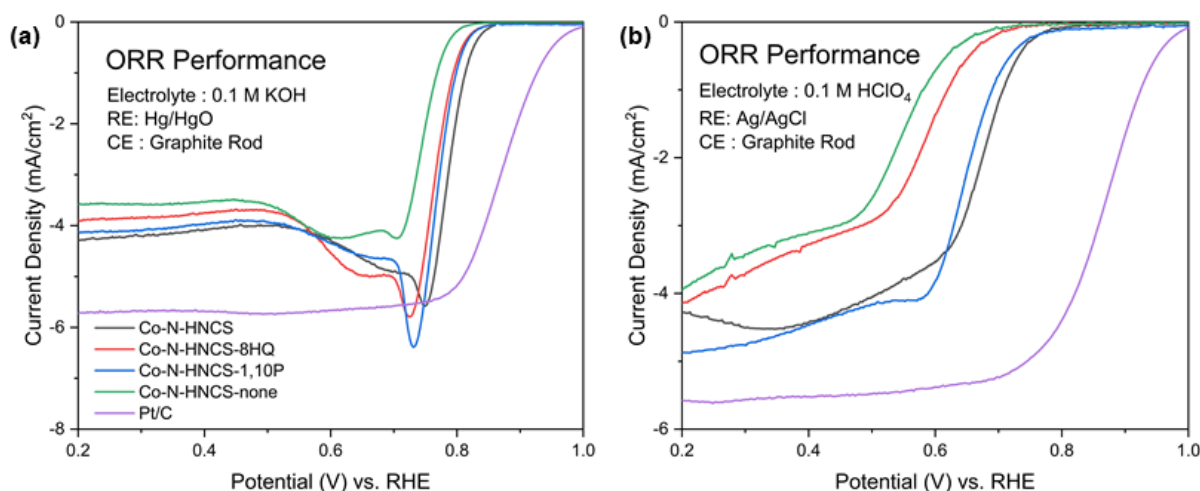 (a)
ORR Performance
Electrolyte : 0.1 M KOH
RE: Hg/HgO
CE : Graphite Rod
Co-N-HNCS
Co-N-HNCS-8HQ
Co-N-HNCS-1,10P
Co-N-HNCS-none
Pt/C
Current Density (mA/cm²)
0
-2
-4
-6
-8
0.2
0.4
0.6
0.8
1.0
Potential (V) vs. RHE
(b)
ORR Performance
Electrolyte : 0.1 M HClO₄
RE: Ag/AgCl
CE : Graphite Rod
Current Density (mA/cm²)
0
-2
-4
-6
0.2
0.4
0.6
0.8
1.0
Potential (V) vs. RHE